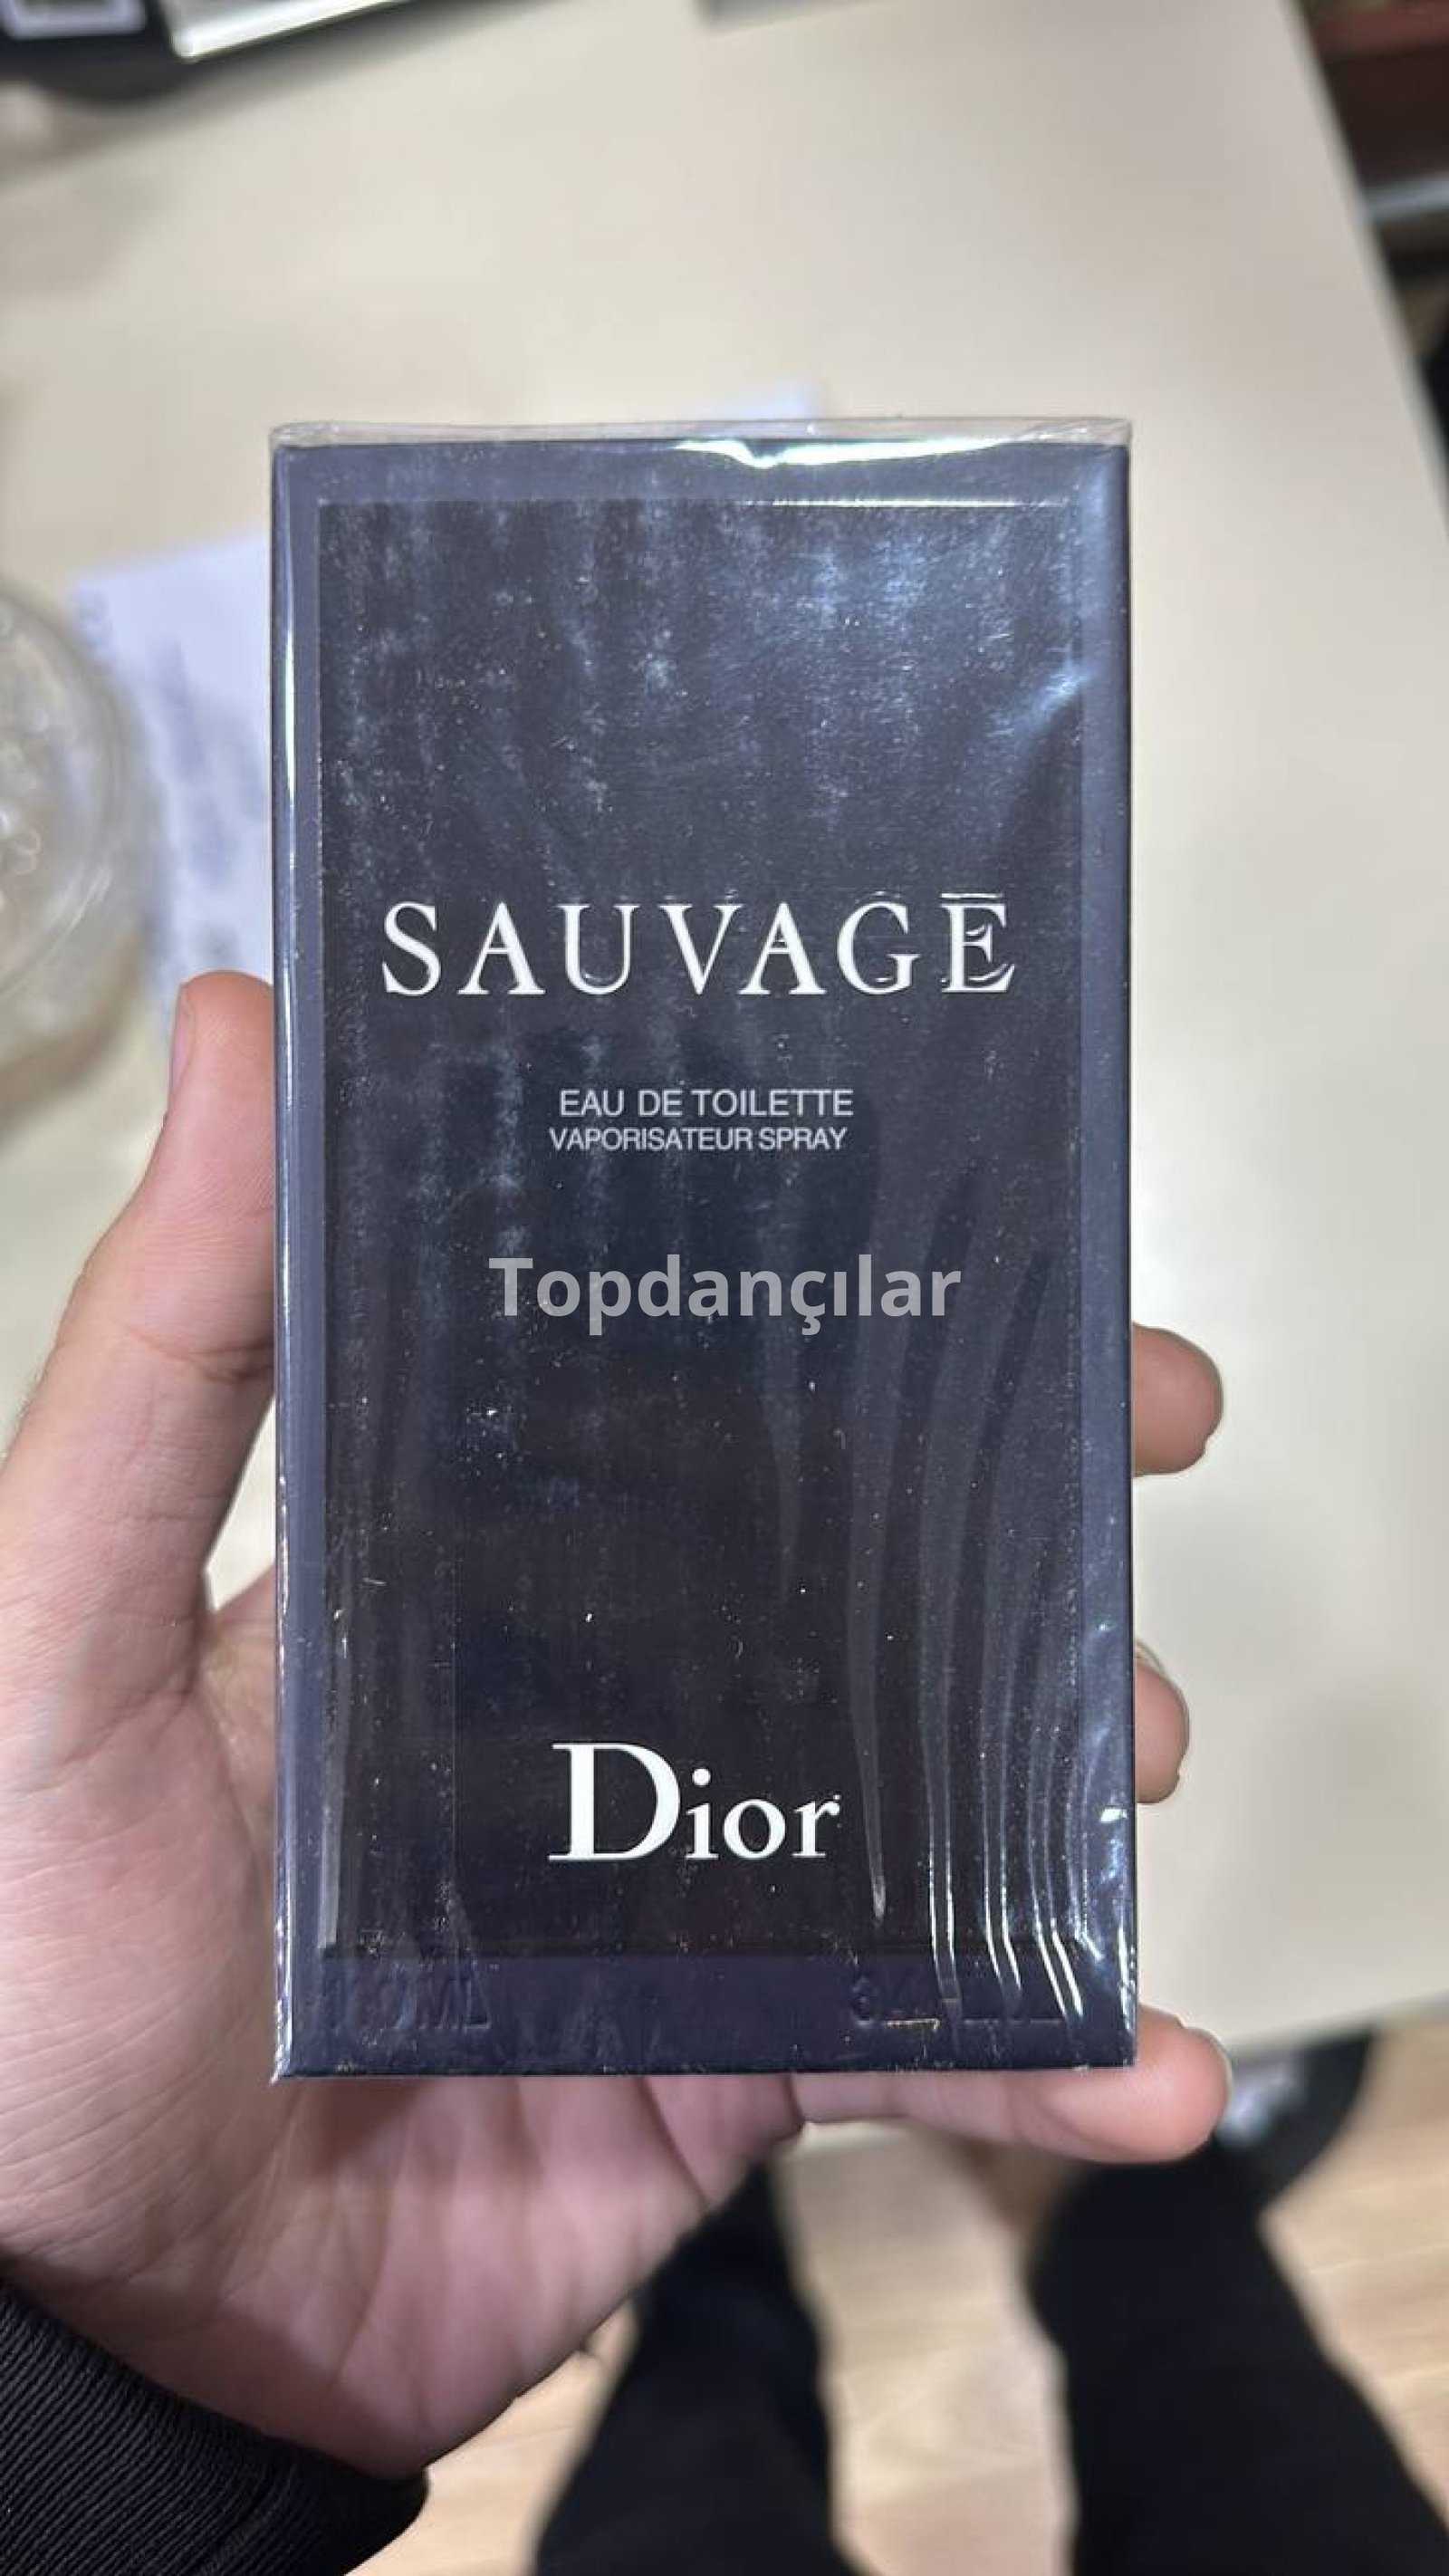 SAUVAGE
EAU DE TOILETTE
VAPORISATEUR SPRAY
Topdançılar
Dior